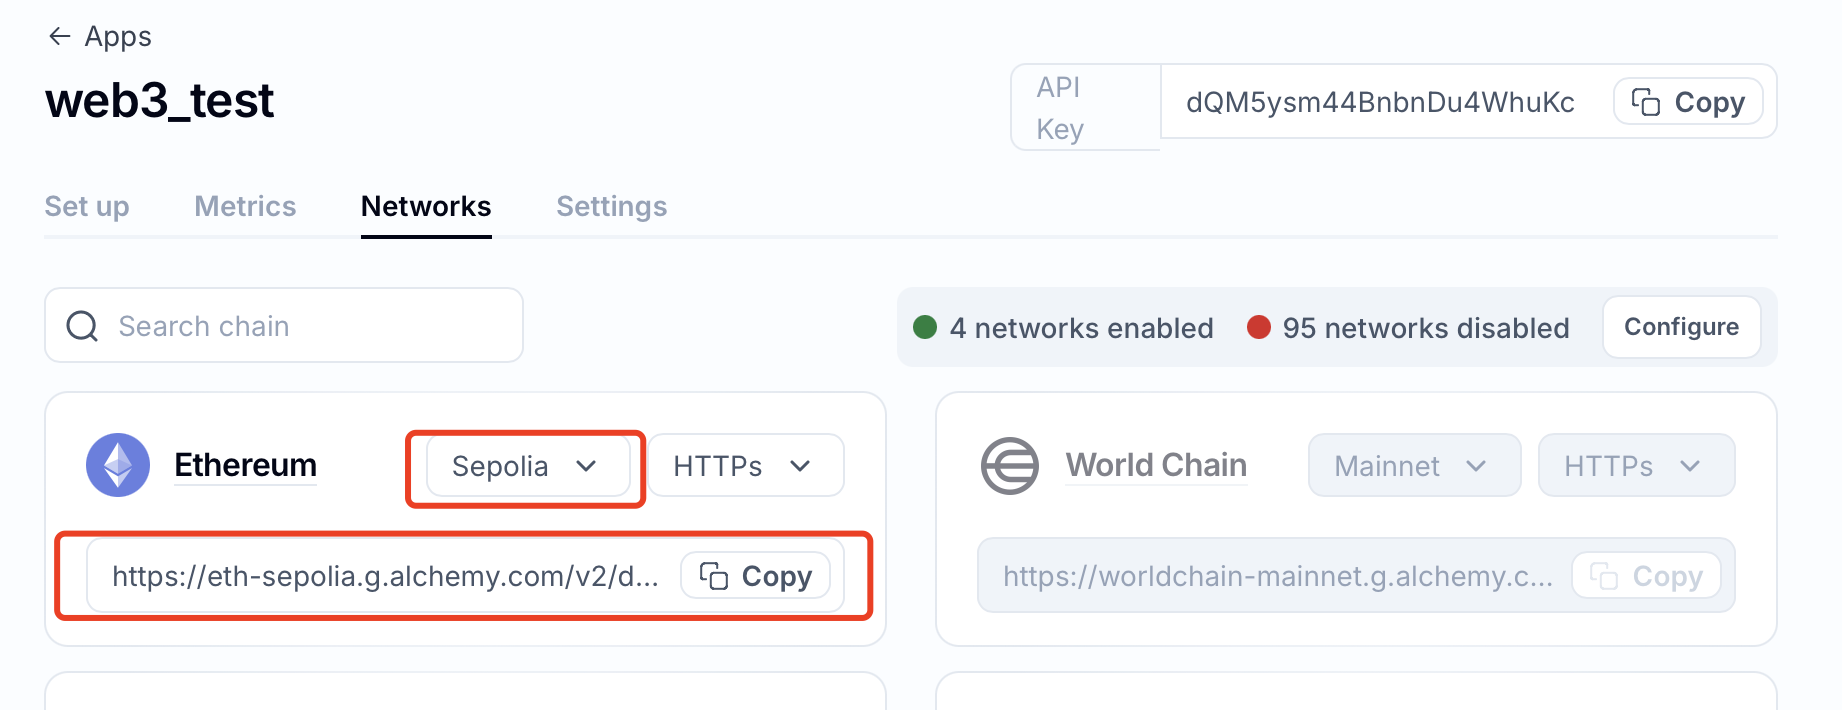 ← Apps
web3_test
API Key
dQM5ysm44BnbnDu4WhuKc
Copy
Set up
Metrics
Networks
Settings
Search chain
4 networks enabled
95 networks disabled
Configure
Ethereum
Sepolia
HTTPs
https://eth-sepolia.g.alchemy.com/v2/d...
Copy
World Chain
Mainnet
HTTPs
https://worldchain-mainnet.g.alchemy.c...
Copy